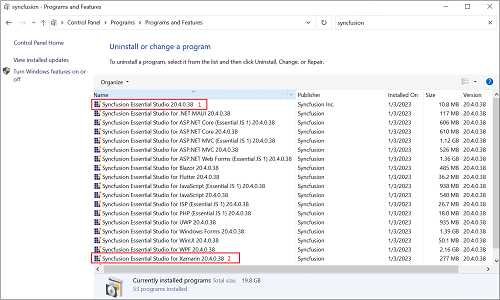 syncfusion - Programs and Features
Control Panel > Programs > Programs and Features
syncfusion
Control Panel Home
View installed updates
Turn Windows features on or off
Uninstall or change a program
To uninstall a program, select it from the list and then click Uninstall, Change, or Repair.
Organize
Name Publisher Installed On Size Version
Syncfusion Essential Studio 20.4.0.38 1 Syncfusion Inc. 1/3/2023 10.8 MB 20.4.0.38
Syncfusion Essential Studio for .NET MAUI 20.4.0.38 Syncfusion 1/3/2023 117 MB 20.4.0.38
Syncfusion Essential Studio for ASP.NET Core (Essential JS 1) 20.4.0.38 Syncfusion 1/3/2023 606 MB 20.4.0.38
Syncfusion Essential Studio for ASP.NET Core 20.4.0.38 Syncfusion 1/3/2023 610 MB 20.4.0.38
Syncfusion Essential Studio for ASP.NET MVC (Essential JS 1) 20.4.0.38 Syncfusion 1/3/2023 1.12 GB 20.4.0.38
Syncfusion Essential Studio for ASP.NET MVC 20.4.0.38 Syncfusion 1/3/2023 526 MB 20.4.0.38
Syncfusion Essential Studio for ASP.NET Web Forms (Essential JS 1) 20.4.0.38 Syncfusion 1/3/2023 1.36 GB 20.4.0.38
Syncfusion Essential Studio for Blazor 20.4.0.38 Syncfusion 1/3/2023 485 MB 20.4.0.38
Syncfusion Essential Studio for Flutter 20.4.0.38 Syncfusion 1/3/2023 36.2 MB 20.4.0.38
Syncfusion Essential Studio for JavaScript (Essential JS 1) 20.4.0.38 Syncfusion 1/3/2023 938 MB 20.4.0.38
Syncfusion Essential Studio for JavaScript 20.4.0.38 Syncfusion 1/3/2023 540 MB 20.4.0.38
Syncfusion Essential Studio for JSP (Essential JS 1) 20.4.0.38 Syncfusion 1/3/2023 26.7 MB 20.4.0.38
Syncfusion Essential Studio for PHP (Essential JS 1) 20.4.0.38 Syncfusion 1/3/2023 18.0 MB 20.4.0.38
Syncfusion Essential Studio for UWP 20.4.0.38 Syncfusion 1/3/2023 935 MB 20.4.0.38
Syncfusion Essential Studio for Windows Forms 20.4.0.38 Syncfusion 1/3/2023 1.39 GB 20.4.0.38
Syncfusion Essential Studio for WinUI 20.4.0.38 Syncfusion 1/3/2023 50.1 MB 20.4.0.38
Syncfusion Essential Studio for WPF 20.4.0.38 Syncfusion 1/3/2023 2.16 GB 20.4.0.38
Syncfusion Essential Studio for Xamarin 20.4.0.38 2 Syncfusion 1/3/2023 277 MB 20.4.0.38
Currently installed programs Total size: 19.8 GB
53 programs installed